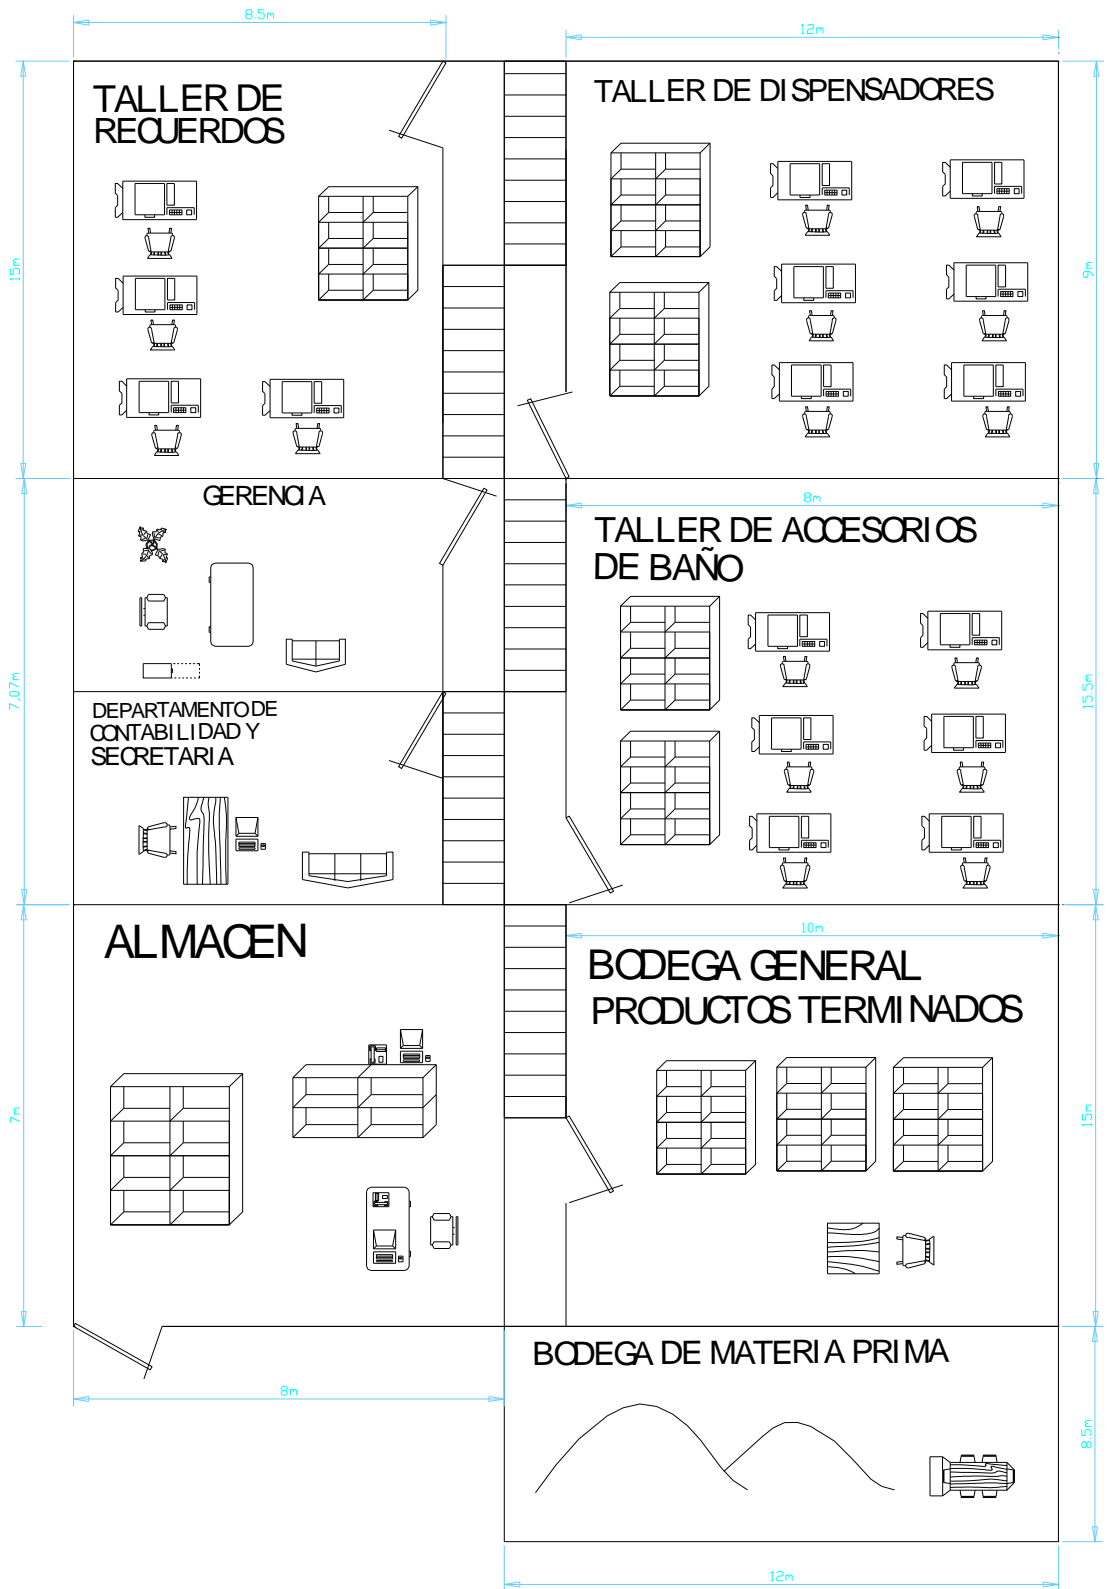 8.5m
12m
TALLER DE
RECUERDOS
TALLER DE DISPENSADORES
15m
9m
GERENCIA
8m
TALLER DE ACCESORIOS
DE BAÑO
7,07m
15.5m
DEPARTAMENTO DE
CONTABILIDAD Y
SECRETARIA
ALMACEN
10m
BODEGA GENERAL
PRODUCTOS TERMINADOS
7m
15m
BODEGA DE MATERIA PRIMA
8m
8.5m
12m